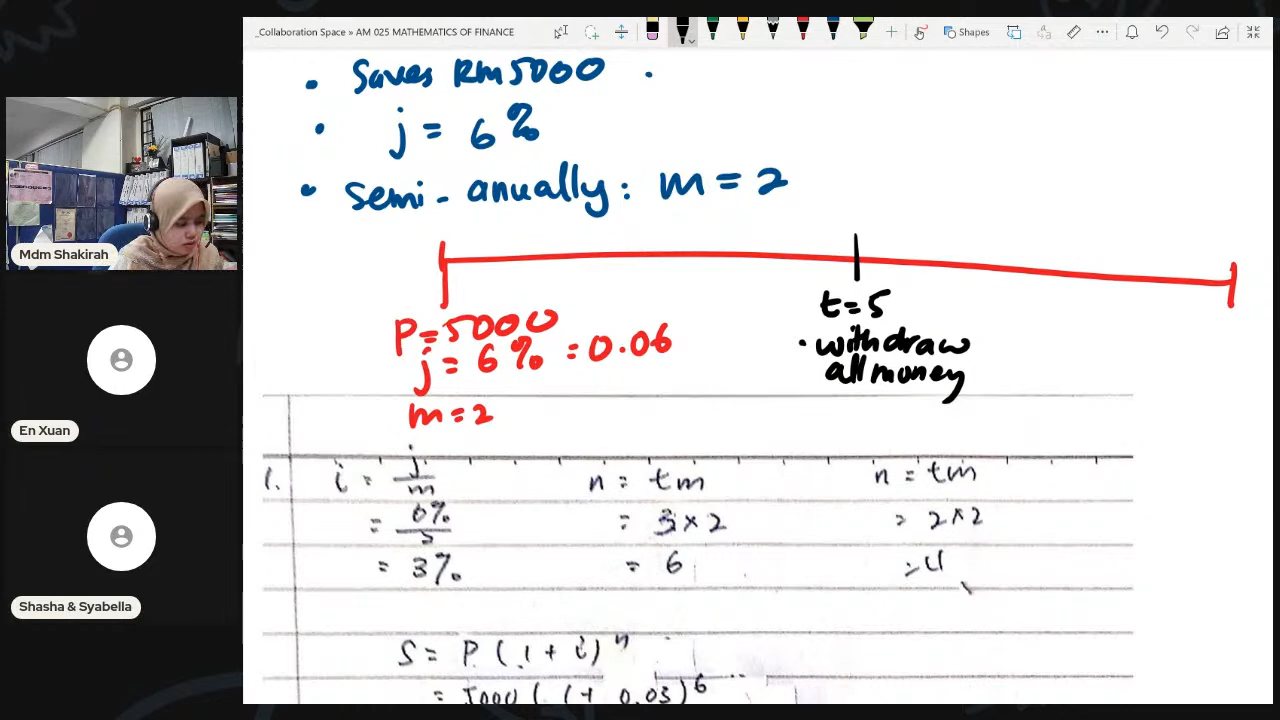 _Collaboration Space » AM 025 MATHEMATICS OF FINANCE
Shapes
• Saves RM5000 .
• j = 6%
• Semi - anually : m = 2
t = 5
• withdraw
all money
P = 5000
j = 6% = 0.06
m = 2
Mdm Shakirah
En Xuan
Shasha & Syabella
1. i = j/m n = tm n = tm
= 6%/2 = 3 × 2 = 2 × 2
= 3% = 6 = 4
S = P (1 + i)^n
= 5000 (1 + 0.03)^6